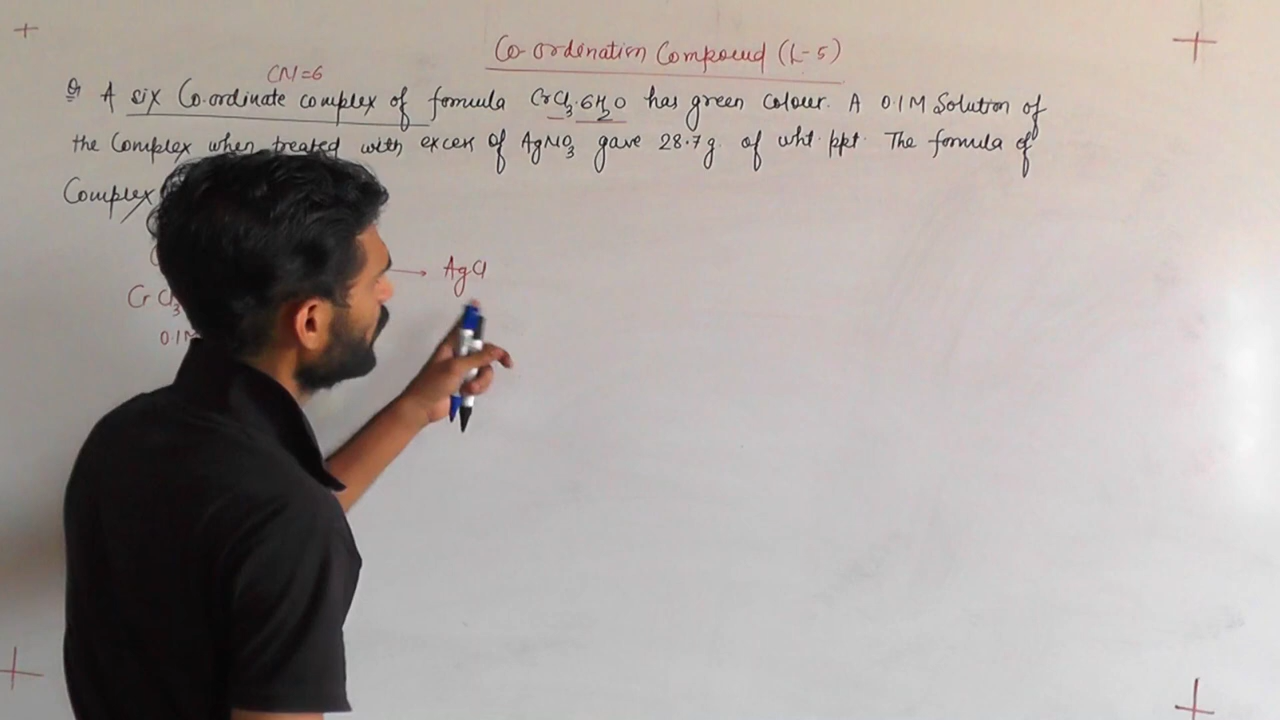 Co-ordination Compound (L-5)
CN=6
Q A six Co.ordinate complex of formula CrCl3.6H2O has green colour. A 0.1M Solution of
the Complex when treated with excess of AgNO3 gave 28.7g of wht. ppt. The formula of
Complex
→ AgCl
Cr Cl3
0.1M